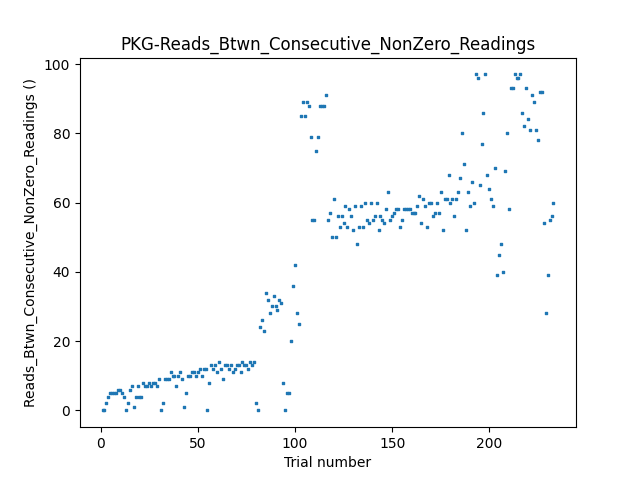 PKG-Reads_Btwn_Consecutive_NonZero_Readings
Reads_Btwn_Consecutive_NonZero_Readings ()
100
80
60
40
20
0
0 50 100 150 200
Trial number